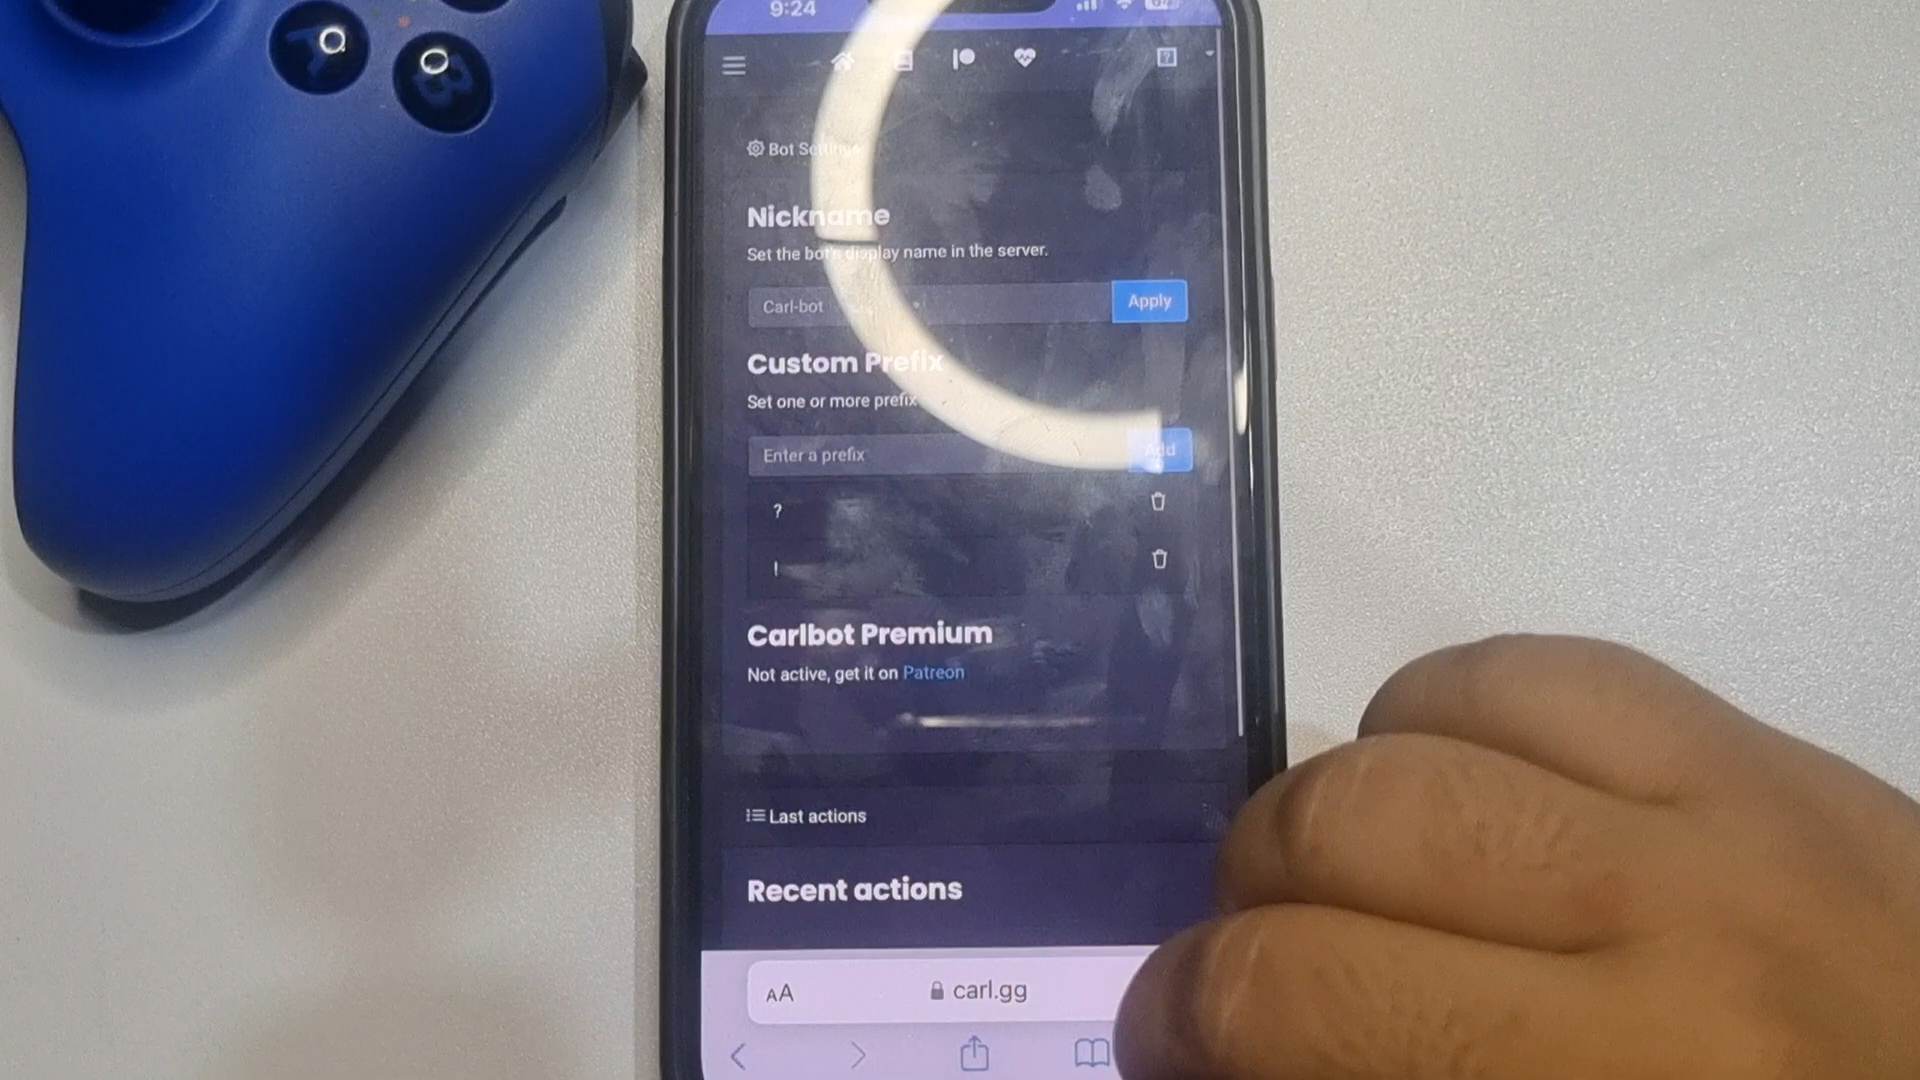 9:24
Bot Settings
Nickname
Set the bot's display name in the server.
Carl-bot
Apply
Custom Prefix
Set one or more prefix
Enter a prefix
Add
?
!
Carlbot Premium
Not active, get it on Patreon
Last actions
Recent actions
AA
carl.gg